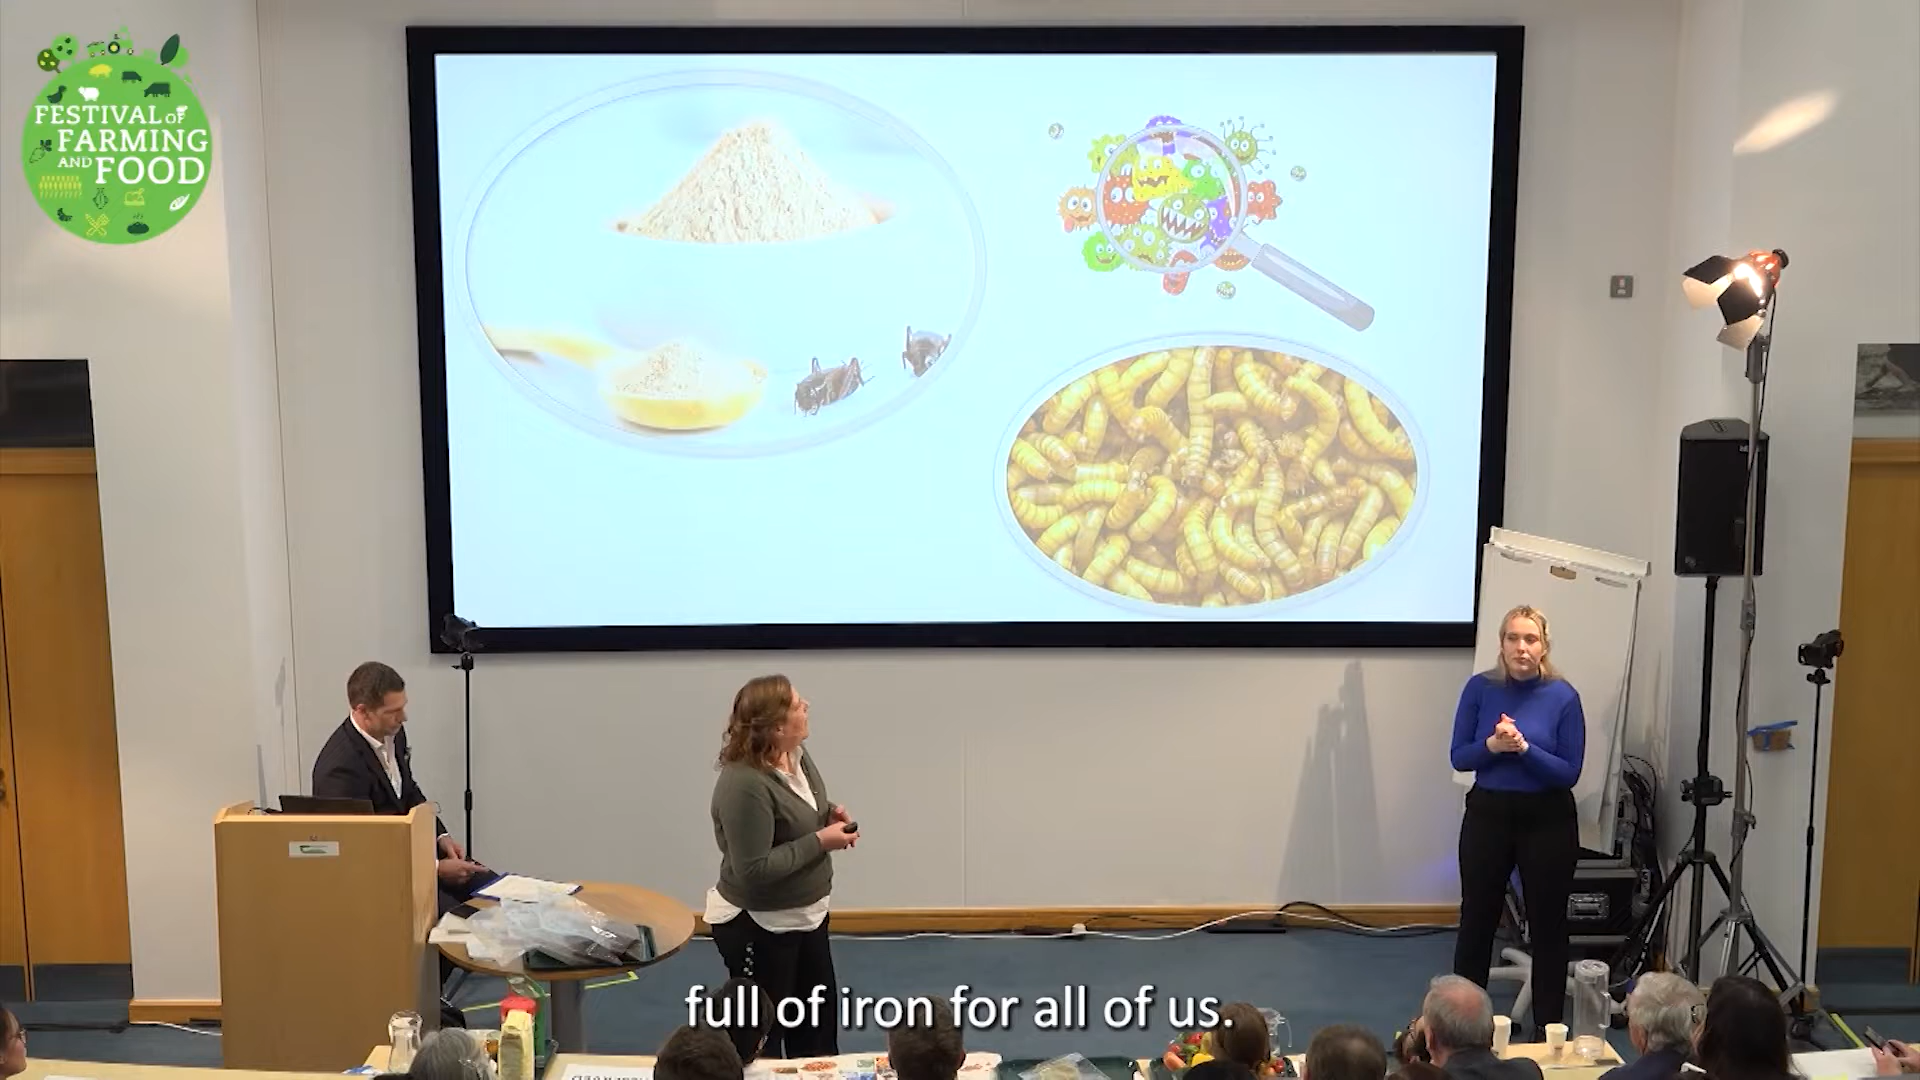 FESTIVAL OF
FARMING
AND FOOD
full of iron for all of us.